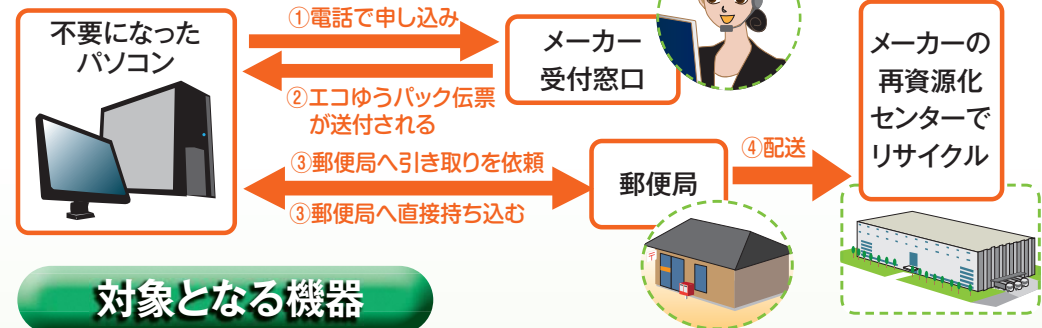 不要になった
パソコン
①電話で申し込み
②エコゆうパック伝票
が送付される
メーカー
受付窓口
③郵便局へ引き取りを依頼
③郵便局へ直接持ち込む
郵便局
④配送
メーカーの
再資源化
センターで
リサイクル
〒
対象となる機器